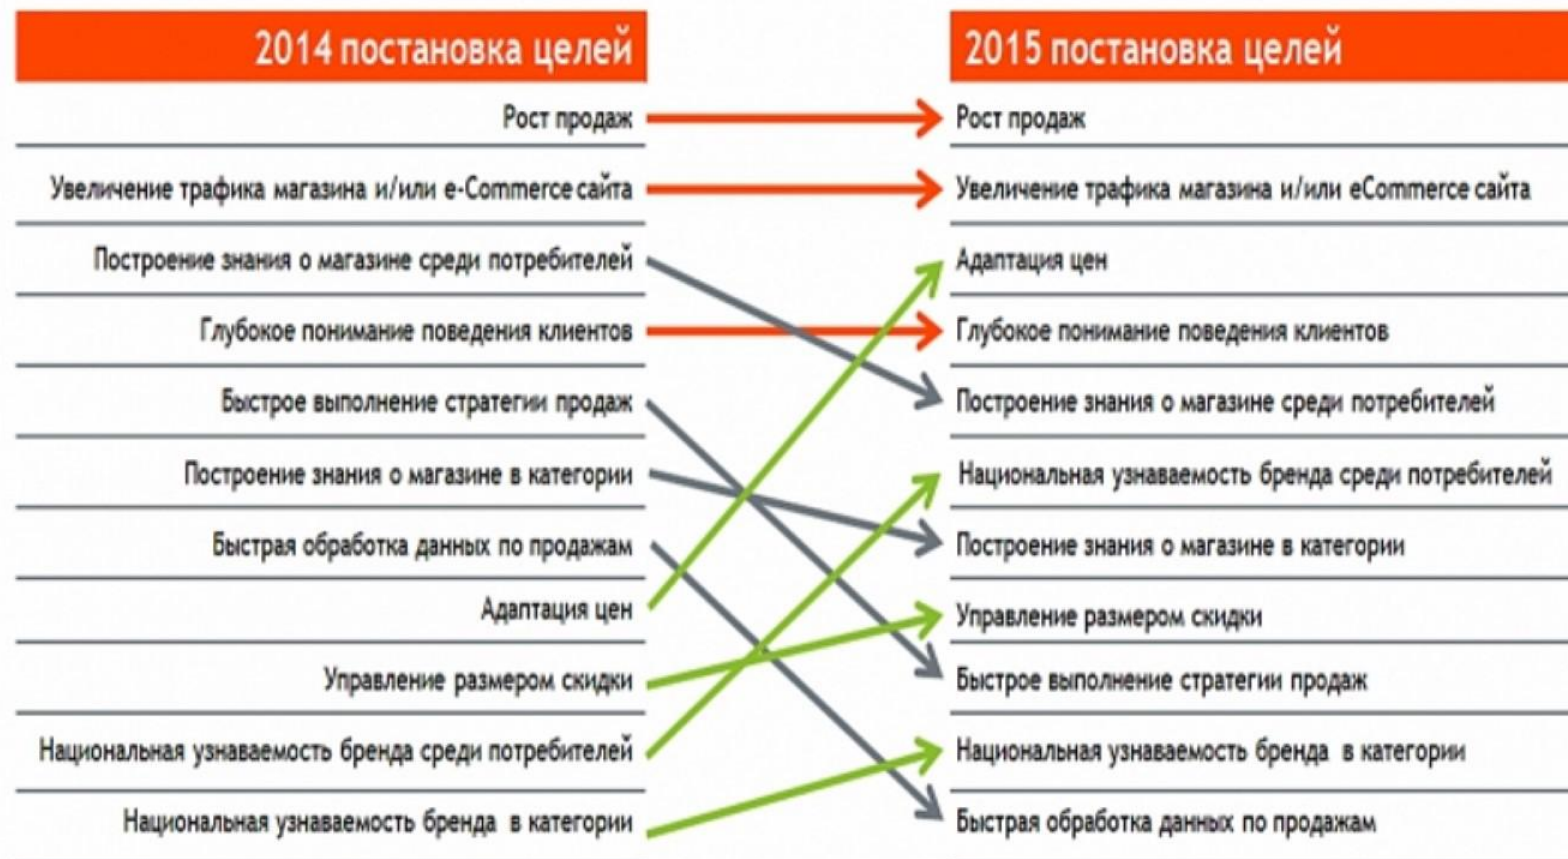 2014 постановка целей
Рост продаж
Увеличение трафика магазина и/или e-Commerce сайта
Построение знания о магазине среди потребителей
Глубокое понимание поведения клиентов
Быстрое выполнение стратегии продаж
Построение знания о магазине в категории
Быстрая обработка данных по продажам
Адаптация цен
Управление размером скидки
Национальная узнаваемость бренда среди потребителей
Национальная узнаваемость бренда в категории
2015 постановка целей
Рост продаж
Увеличение трафика магазина и/или eCommerce сайта
Адаптация цен
Глубокое понимание поведения клиентов
Построение знания о магазине среди потребителей
Национальная узнаваемость бренда среди потребителей
Построение знания о магазине в категории
Управление размером скидки
Быстрое выполнение стратегии продаж
Национальная узнаваемость бренда в категории
Быстрая обработка данных по продажам